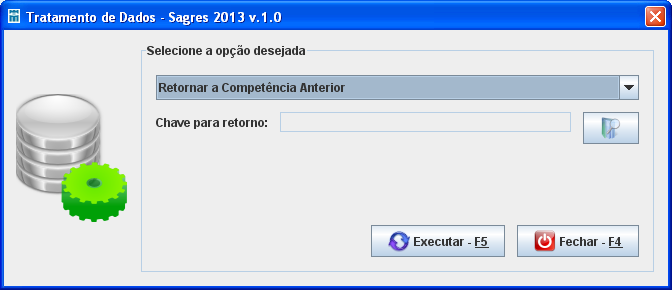 Tratamento de Dados - Sagres 2013 v.1.0
Selecione a opção desejada
Retornar a Competência Anterior
Chave para retorno:
Executar - F5
Fechar - F4